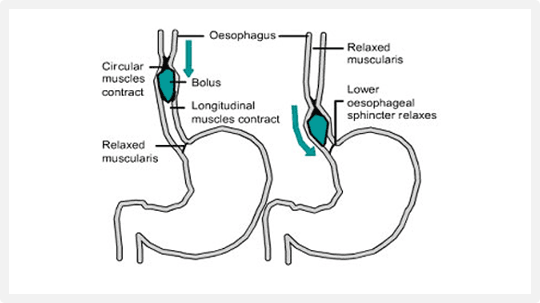 Oesophagus
Circular
muscles
contract
Bolus
Longitudinal
muscles contract
Relaxed
muscularis
Relaxed
muscularis
Lower
oesophageal
sphincter relaxes